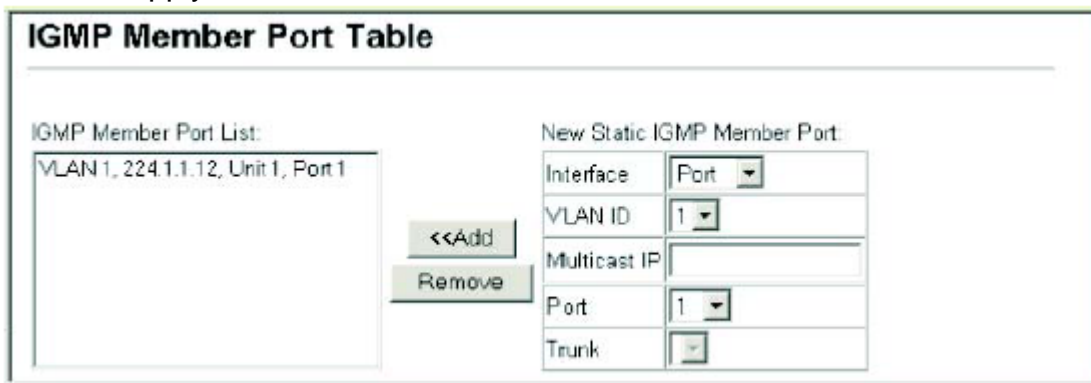 pply
IGMP Member Port Table
IGMP Member Port List:
VLAN 1, 224.1.1.12, Unit 1, Port 1
<<Add
Remove
New Static IGMP Member Port:
Interface Port
VLAN ID 1
Multicast IP
Port 1
Trunk